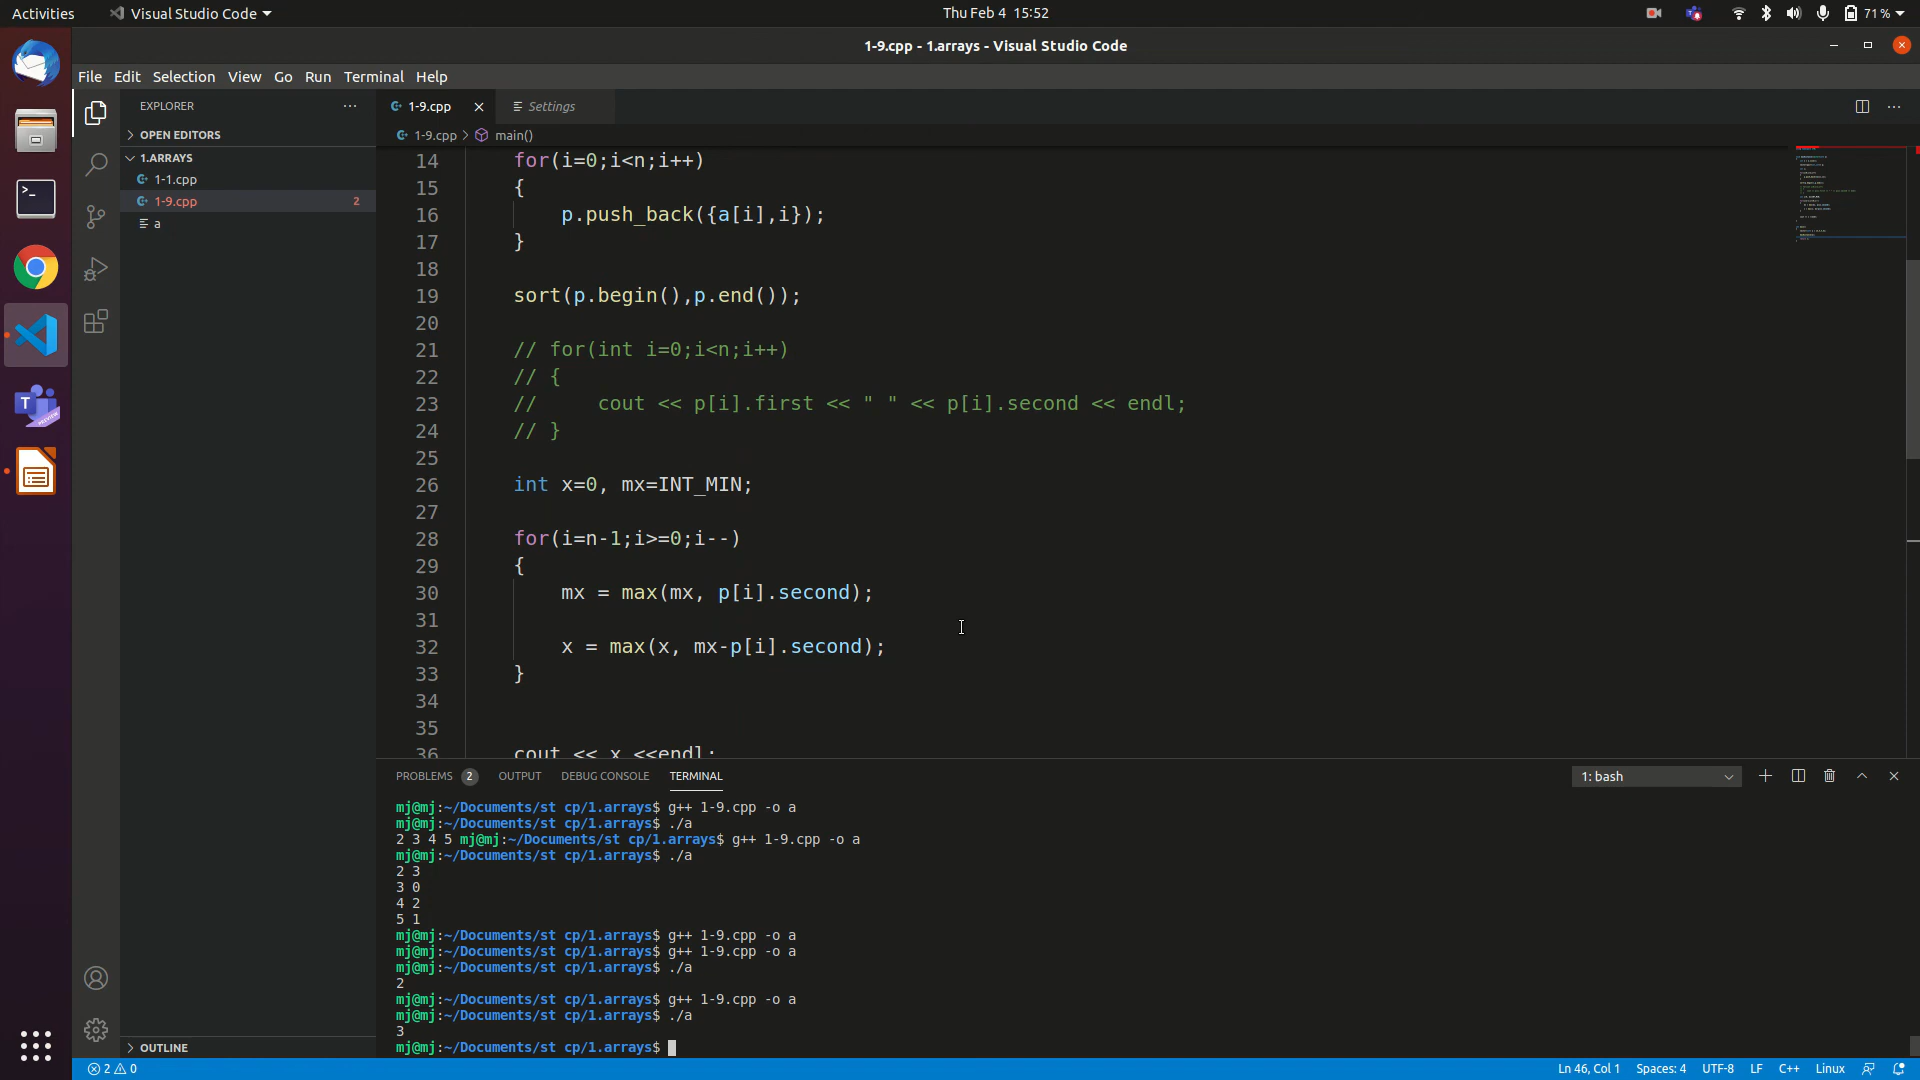 Activities
Visual Studio Code
Thu Feb 4 15:52
71 %
1-9.cpp - 1.arrays - Visual Studio Code
File Edit Selection View Go Run Terminal Help
EXPLORER
1-9.cpp
Settings
OPEN EDITORS
1-9.cpp > main()
1.ARRAYS
1-1.cpp
1-9.cpp 2
a
14 for(i=0;i<n;i++)
15 {
16 p.push_back({a[i],i});
17 }
18
19 sort(p.begin(),p.end());
20
21 // for(int i=0;i<n;i++)
22 // {
23 // cout << p[i].first << " " << p[i].second << endl;
24 // }
25
26 int x=0, mx=INT_MIN;
27
28 for(i=n-1;i>=0;i--)
29 {
30 mx = max(mx, p[i].second);
31
32 x = max(x, mx-p[i].second);
33 }
34
35
36 cout << x <<endl;
PROBLEMS 2 OUTPUT DEBUG CONSOLE TERMINAL
1: bash
mj@mj:~/Documents/st cp/1.arrays$ g++ 1-9.cpp -o a
mj@mj:~/Documents/st cp/1.arrays$ ./a
2 3 4 5 mj@mj:~/Documents/st cp/1.arrays$ g++ 1-9.cpp -o a
mj@mj:~/Documents/st cp/1.arrays$ ./a
2 3
3 0
4 2
5 1
mj@mj:~/Documents/st cp/1.arrays$ g++ 1-9.cpp -o a
mj@mj:~/Documents/st cp/1.arrays$ g++ 1-9.cpp -o a
mj@mj:~/Documents/st cp/1.arrays$ ./a
2
mj@mj:~/Documents/st cp/1.arrays$ g++ 1-9.cpp -o a
mj@mj:~/Documents/st cp/1.arrays$ ./a
3
mj@mj:~/Documents/st cp/1.arrays$
OUTLINE
2 0
Ln 46, Col 1 Spaces: 4 UTF-8 LF C++ Linux